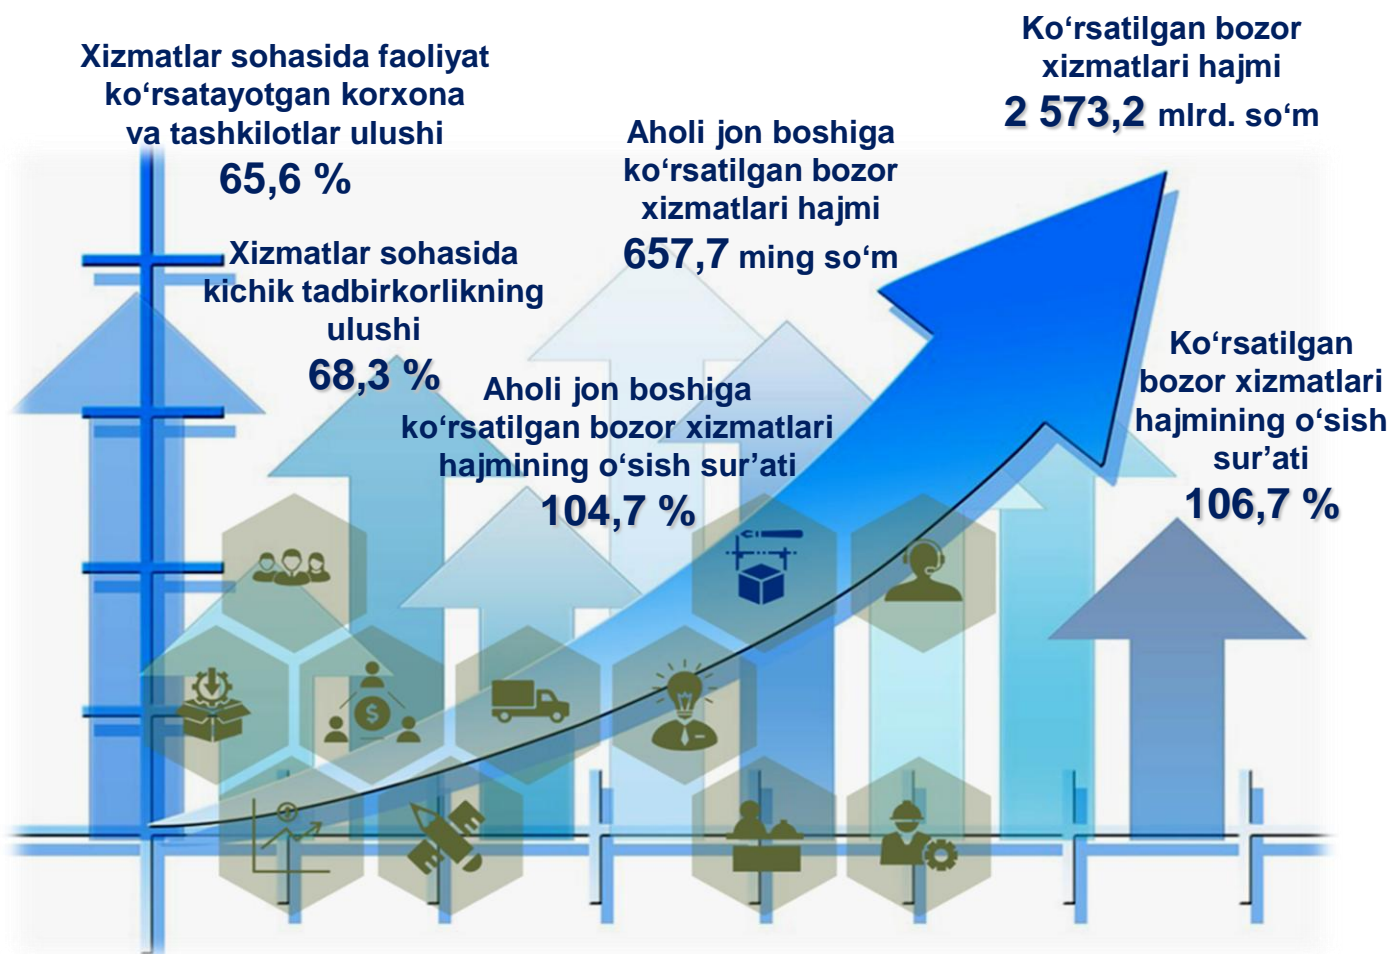 Xizmatlar sohasida faoliyat
ko‘rsatayotgan korxona
va tashkilotlar ulushi
65,6 %
Xizmatlar sohasida
kichik tadbirkorlikning
ulushi
68,3 %
Aholi jon boshiga
ko‘rsatilgan bozor
xizmatlari hajmi
657,7 ming so‘m
Aholi jon boshiga
ko‘rsatilgan bozor xizmatlari
hajmining o‘sish sur’ati
104,7 %
Ko‘rsatilgan bozor
xizmatlari hajmi
2 573,2 mlrd. so‘m
Ko‘rsatilgan
bozor xizmatlari
hajmining o‘sish
sur’ati
106,7 %